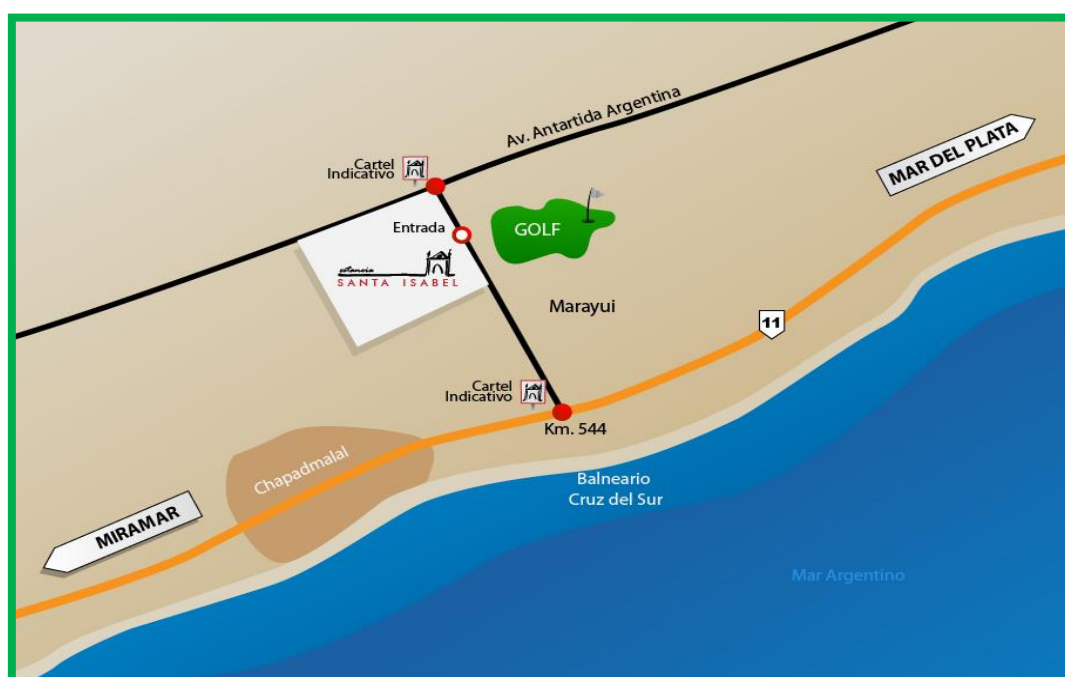 Av. Antartida Argentina
MAR DEL PLATA
Cartel
Indicativo
Entrada
GOLF
estancia
SANTA ISABEL
Marayui
11
Cartel
Indicativo
Km. 544
Chapadmalal
Balneario
Cruz del Sur
MIRAMAR
Mar Argentino